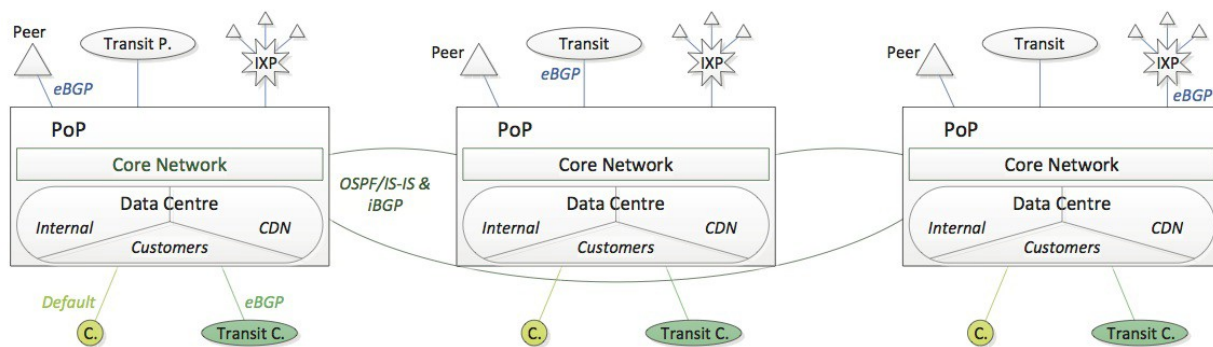 Peer
Transit P.
IXP
eBGP
PoP
Core Network
Data Centre
Internal
CDN
Customers
Default
eBGP
C.
Transit C.
OSPF/IS-IS &
iBGP
Peer
Transit
IXP
eBGP
PoP
Core Network
Data Centre
Internal
CDN
Customers
C.
Transit C.
Peer
Transit
IXP
eBGP
PoP
Core Network
Data Centre
Internal
CDN
Customers
C.
Transit C.